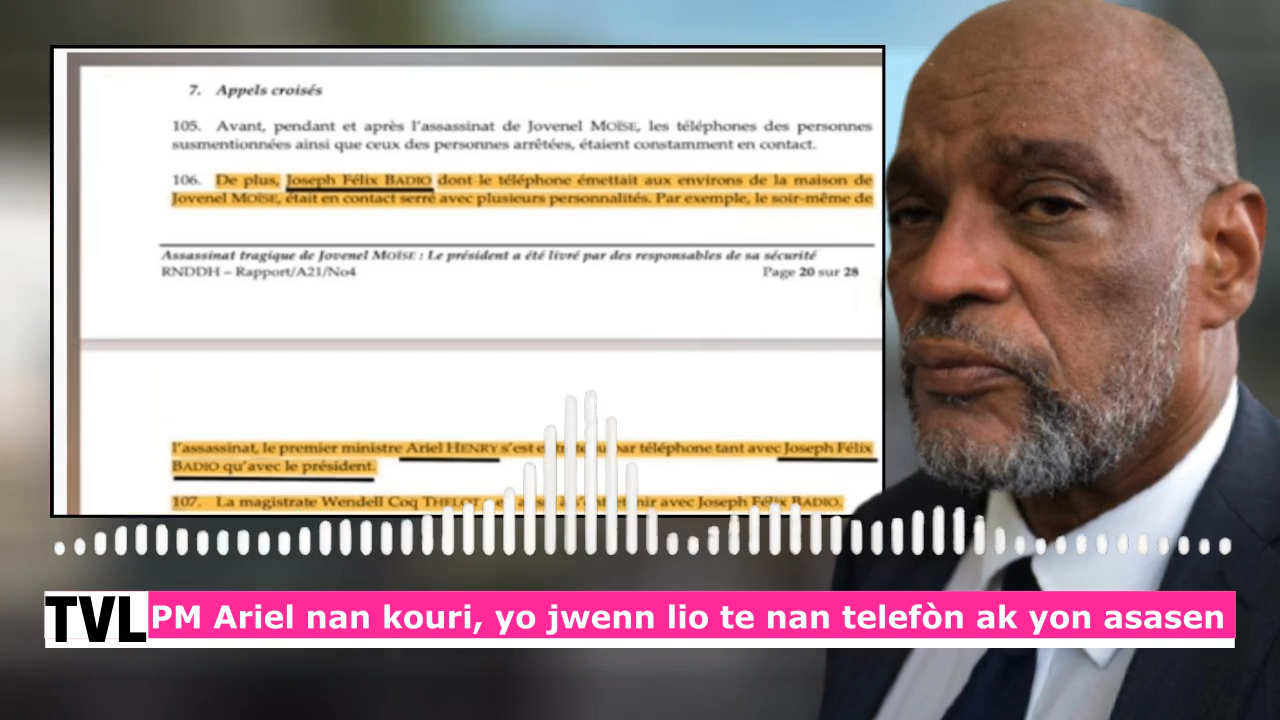 7. Appels croisés
105. Avant, pendant et après l'assassinat de Jovenel MOÏSE, les téléphones des personnes
susmentionnées ainsi que ceux des personnes arrêtées, étaient constamment en contact.
106. De plus, Joseph Félix BADIO dont le téléphone émettait aux environs de la maison de
Jovenel MOÏSE, était en contact serré avec plusieurs personnalités. Par exemple, le soir-même de
Assassinat tragique de Jovenel MOÏSE : Le président a été livré par des responsables de sa sécurité
RNDDH – Rapport/A21/No4 Page 20 sur 28
l'assassinat, le premier ministre Ariel HENRY s'est par téléphone tant avec Joseph Félix
BADIO qu'avec le président.
107. La magistrate Wendell Coq avec Joseph Félix BADIO.
TVL PM Ariel nan kouri, yo jwenn lio te nan telefòn ak yon asasen